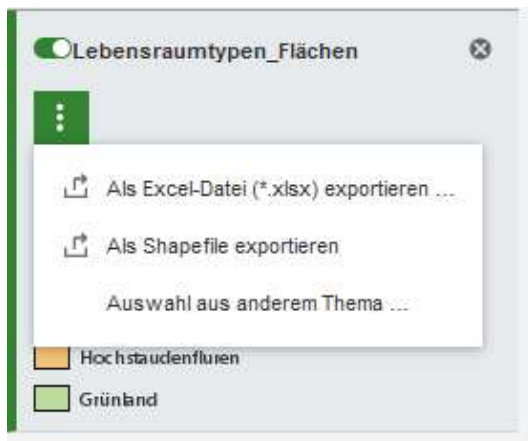 Lebensraumtypen_Flächen
Als Excel-Datei (*.xlsx) exportieren ...
Als Shapefile exportieren
Auswahl aus anderem Thema ...
Hochstaudenfluren
Grünland